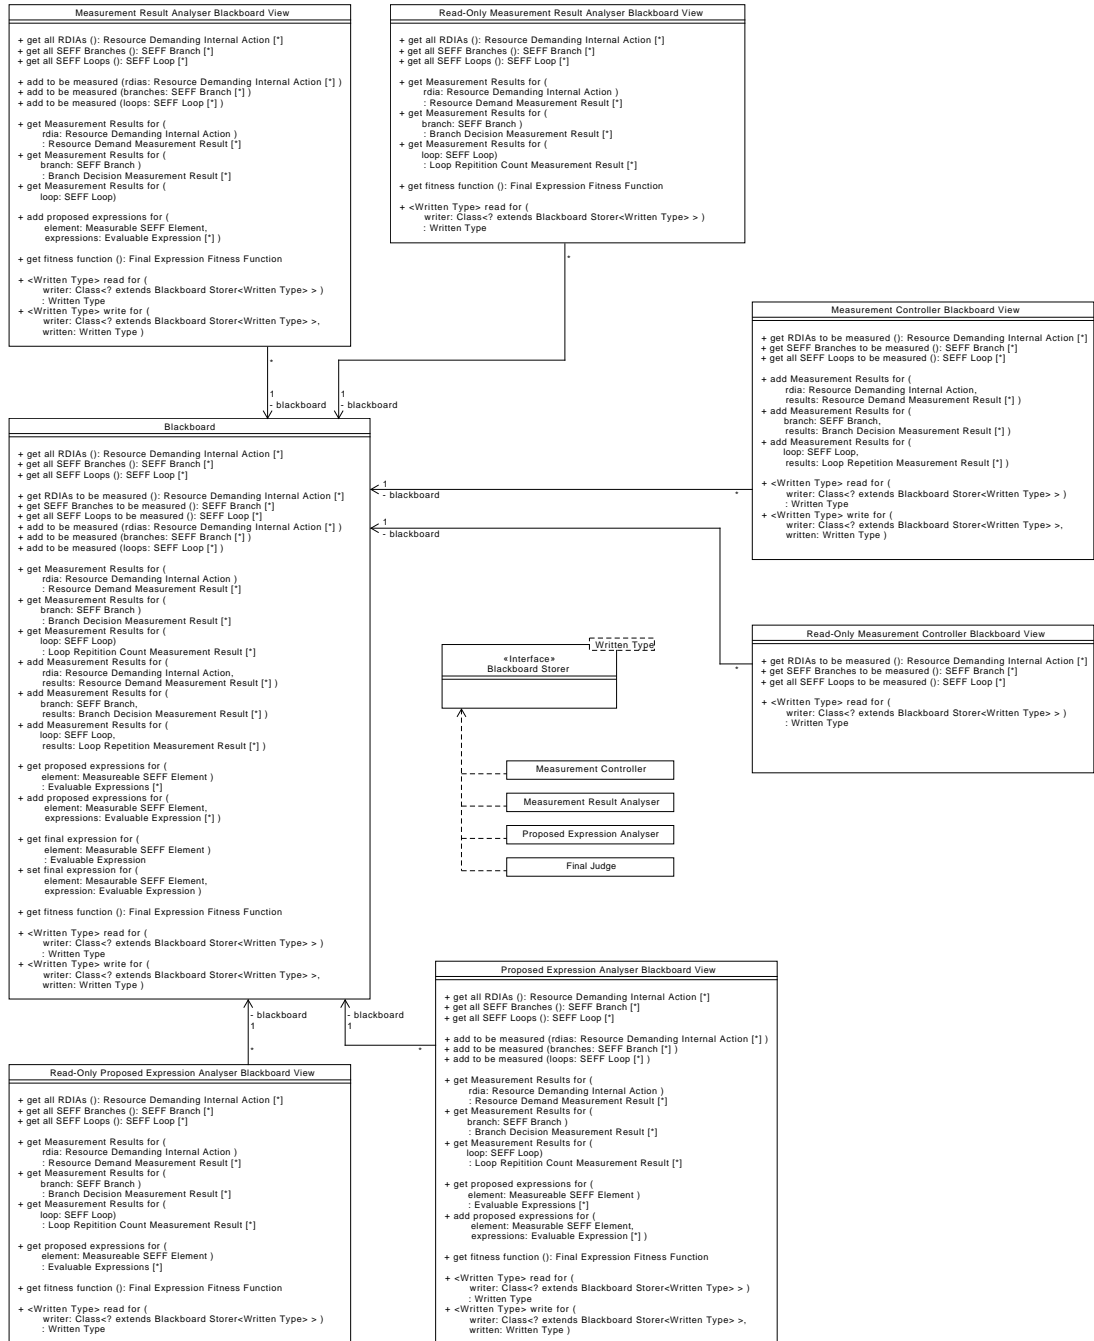 Measurement Result Analyser Blackboard View
+ get all RDIAs (): Resource Demanding Internal Action [*]
+ get all SEFF Branches (): SEFF Branch [*]
+ get all SEFF Loops (): SEFF Loop [*]
+ add to be measured (rdias: Resource Demanding Internal Action [*] )
+ add to be measured (branches: SEFF Branch [*] )
+ add to be measured (loops: SEFF Loop [*] )
+ get Measurement Results for (
rdia: Resource Demanding Internal Action )
: Resource Demand Measurement Result [*]
+ get Measurement Results for (
branch: SEFF Branch )
: Branch Decision Measurement Result [*]
+ get Measurement Results for (
loop: SEFF Loop)
+ add proposed expressions for (
element: Measurable SEFF Element,
expressions: Evaluable Expression [*] )
+ get fitness function (): Final Expression Fitness Function
+ <Written Type> read for (
writer: Class<? extends Blackboard Storer<Written Type> > )
: Written Type
+ <Written Type> write for (
writer: Class<? extends Blackboard Storer<Written Type> >,
written: Written Type )
*
1
- blackboard
Read-Only Measurement Result Analyser Blackboard View
+ get all RDIAs (): Resource Demanding Internal Action [*]
+ get all SEFF Branches (): SEFF Branch [*]
+ get all SEFF Loops (): SEFF Loop [*]
+ get Measurement Results for (
rdia: Resource Demanding Internal Action )
: Resource Demand Measurement Result [*]
+ get Measurement Results for (
branch: SEFF Branch )
: Branch Decision Measurement Result [*]
+ get Measurement Results for (
loop: SEFF Loop)
: Loop Repitition Count Measurement Result [*]
+ get fitness function (): Final Expression Fitness Function
+ <Written Type> read for (
writer: Class<? extends Blackboard Storer<Written Type> > )
: Written Type
*
1
- blackboard
Measurement Controller Blackboard View
+ get RDIAs to be measured (): Resource Demanding Internal Action [*]
+ get SEFF Branches to be measured (): SEFF Branch [*]
+ get all SEFF Loops to be measured (): SEFF Loop [*]
+ add Measurement Results for (
rdia: Resource Demanding Internal Action,
results: Resource Demand Measurement Result [*] )
+ add Measurement Results for (
branch: SEFF Branch,
results: Branch Decision Measurement Result [*] )
+ add Measurement Results for (
loop: SEFF Loop,
results: Loop Repetition Measurement Result [*] )
+ <Written Type> read for (
writer: Class<? extends Blackboard Storer<Written Type> > )
: Written Type
+ <Written Type> write for (
writer: Class<? extends Blackboard Storer<Written Type> >,
written: Written Type )
1
- blackboard
*
Blackboard
+ get all RDIAs (): Resource Demanding Internal Action [*]
+ get all SEFF Branches (): SEFF Branch [*]
+ get all SEFF Loops (): SEFF Loop [*]
+ get RDIAs to be measured (): Resource Demanding Internal Action [*]
+ get SEFF Branches to be measured (): SEFF Branch [*]
+ get all SEFF Loops to be measured (): SEFF Loop [*]
+ add to be measured (rdias: Resource Demanding Internal Action [*] )
+ add to be measured (branches: SEFF Branch [*] )
+ add to be measured (loops: SEFF Loop [*] )
+ get Measurement Results for (
rdia: Resource Demanding Internal Action )
: Resource Demand Measurement Result [*]
+ get Measurement Results for (
branch: SEFF Branch )
: Branch Decision Measurement Result [*]
+ get Measurement Results for (
loop: SEFF Loop)
: Loop Repitition Count Measurement Result [*]
+ add Measurement Results for (
rdia: Resource Demanding Internal Action,
results: Resource Demand Measurement Result [*] )
+ add Measurement Results for (
branch: SEFF Branch,
results: Branch Decision Measurement Result [*] )
+ add Measurement Results for (
loop: SEFF Loop,
results: Loop Repetition Measurement Result [*] )
+ get proposed expressions for (
element: Measureable SEFF Element )
: Evaluable Expressions [*]
+ add proposed expressions for (
element: Measurable SEFF Element,
expressions: Evaluable Expression [*] )
+ get final expression for (
element: Measaurable SEFF Element )
: Evaluable Expression
+ set final expression for (
element: Mesaurable SEFF Element,
expression: Evaluable Expression )
+ get fitness function (): Final Expression Fitness Function
+ <Written Type> read for (
writer: Class<? extends Blackboard Storer<Written Type> > )
: Written Type
+ <Written Type> write for (
writer: Class<? extends Blackboard Storer<Written Type> >,
written: Written Type )
1
- blackboard
*
Read-Only Measurement Controller Blackboard View
+ get RDIAs to be measured (): Resource Demanding Internal Action [*]
+ get SEFF Branches to be measured (): SEFF Branch [*]
+ get all SEFF Loops to be measured (): SEFF Loop [*]
+ <Written Type> read for (
writer: Class<? extends Blackboard Storer<Written Type> > )
: Written Type
Written Type
«Interface»
Blackboard Storer
Measurement Controller
Measurement Result Analyser
Proposed Expression Analyser
Final Judge
- blackboard
1
*
- blackboard
1
*
Read-Only Proposed Expression Analyser Blackboard View
+ get all RDIAs (): Resource Demanding Internal Action [*]
+ get all SEFF Branches (): SEFF Branch [*]
+ get all SEFF Loops (): SEFF Loop [*]
+ get Measurement Results for (
rdia: Resource Demanding Internal Action )
: Resource Demand Measurement Result [*]
+ get Measurement Results for (
branch: SEFF Branch )
: Branch Decision Measurement Result [*]
+ get Measurement Results for (
loop: SEFF Loop)
: Loop Repitition Count Measurement Result [*]
+ get proposed expressions for (
element: Measureable SEFF Element )
: Evaluable Expressions [*]
+ get fitness function (): Final Expression Fitness Function
+ <Written Type> read for (
writer: Class<? extends Blackboard Storer<Written Type> > )
: Written Type
Proposed Expression Analyser Blackboard View
+ get all RDIAs (): Resource Demanding Internal Action [*]
+ get all SEFF Branches (): SEFF Branch [*]
+ get all SEFF Loops (): SEFF Loop [*]
+ add to be measured (rdias: Resource Demanding Internal Action [*] )
+ add to be measured (branches: SEFF Branch [*] )
+ add to be measured (loops: SEFF Loop [*] )
+ get Measurement Results for (
rdia: Resource Demanding Internal Action )
: Resource Demand Measurement Result [*]
+ get Measurement Results for (
branch: SEFF Branch )
: Branch Decision Measurement Result [*]
+ get Measurement Results for (
loop: SEFF Loop)
: Loop Repitition Count Measurement Result [*]
+ get proposed expressions for (
element: Measureable SEFF Element )
: Evaluable Expressions [*]
+ add proposed expressions for (
element: Measurable SEFF Element,
expressions: Evaluable Expression [*] )
+ get fitness function (): Final Expression Fitness Function
+ <Written Type> read for (
writer: Class<? extends Blackboard Storer<Written Type> > )
: Written Type
+ <Written Type> write for (
writer: Class<? extends Blackboard Storer<Written Type> >,
written: Written Type )